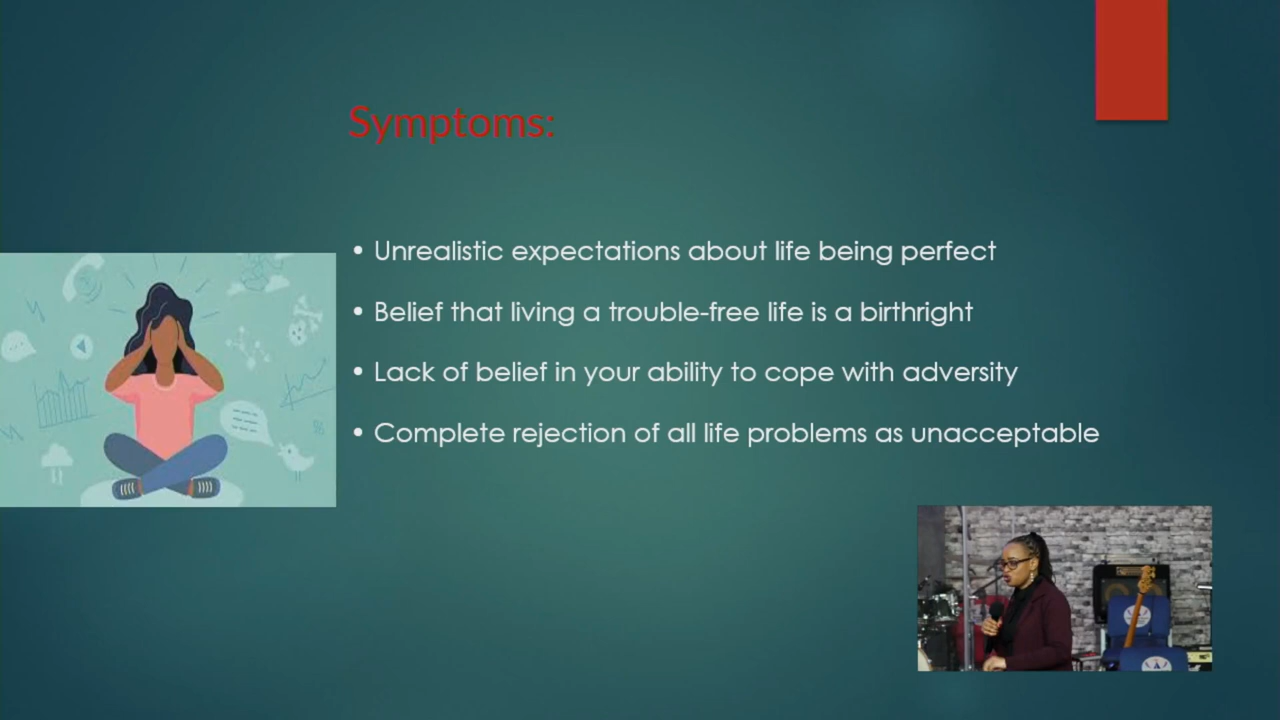 Symptoms:
• Unrealistic expectations about life being perfect
• Belief that living a trouble-free life is a birthright
• Lack of belief in your ability to cope with adversity
• Complete rejection of all life problems as unacceptable